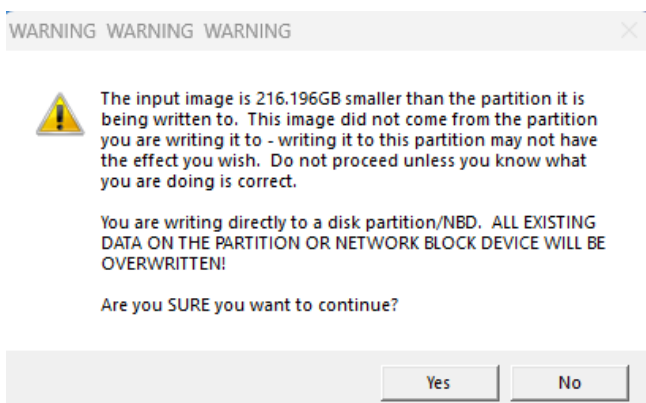 WARNING WARNING WARNING
The input image is 216.196GB smaller than the partition it is
being written to. This image did not come from the partition
you are writing it to - writing it to this partition may not have
the effect you wish. Do not proceed unless you know what
you are doing is correct.
You are writing directly to a disk partition/NBD. ALL EXISTING
DATA ON THE PARTITION OR NETWORK BLOCK DEVICE WILL BE
OVERWRITTEN!
Are you SURE you want to continue?
Yes No